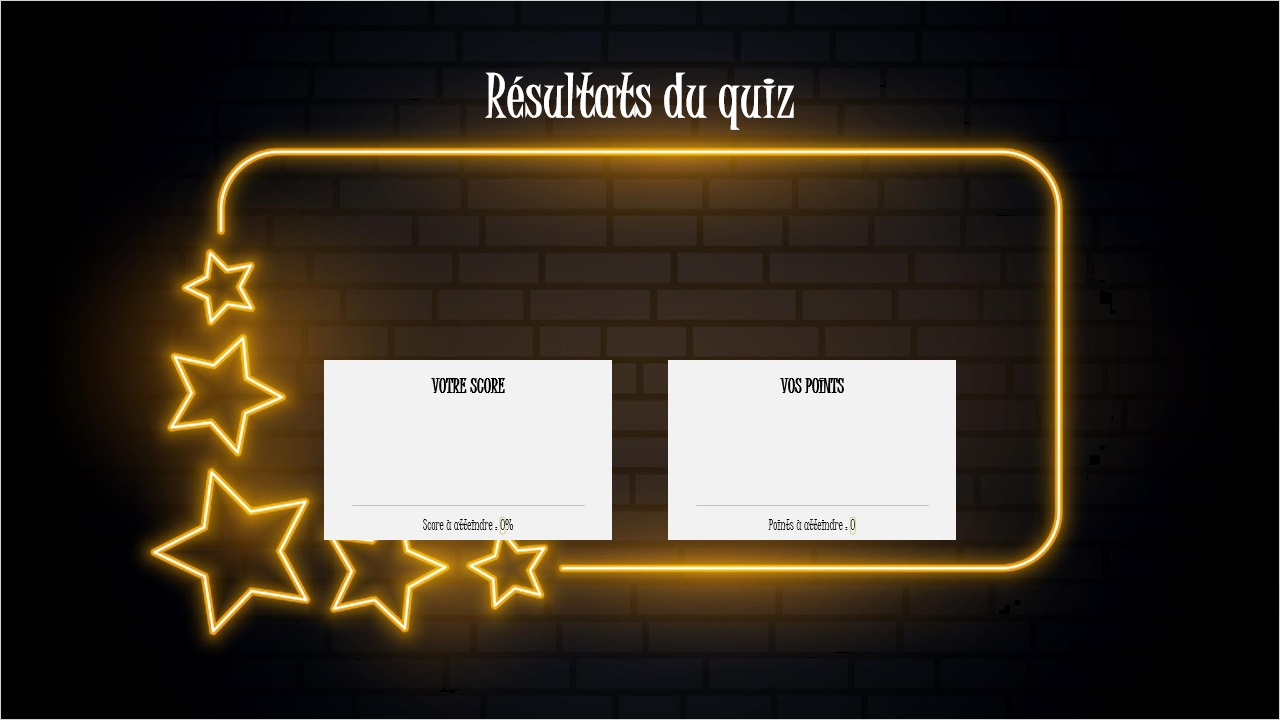 Résultats du quiz
VOTRE SCORE
Score à atteindre : 0%
VOS POINTS
Points à atteindre : 0